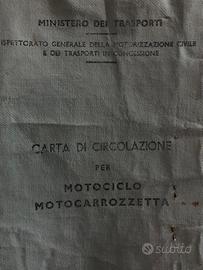 MINISTERO DEI TRASPORTI
ISPETTORATO GENERALE DELLA MOTORIZZAZIONE CIVILE
E DEI TRASPORTI IN CONCESSIONE
CARTA DI CIRCOLAZIONE
PER
MOTOCICLO
MOTOCARROZZETTA
subito